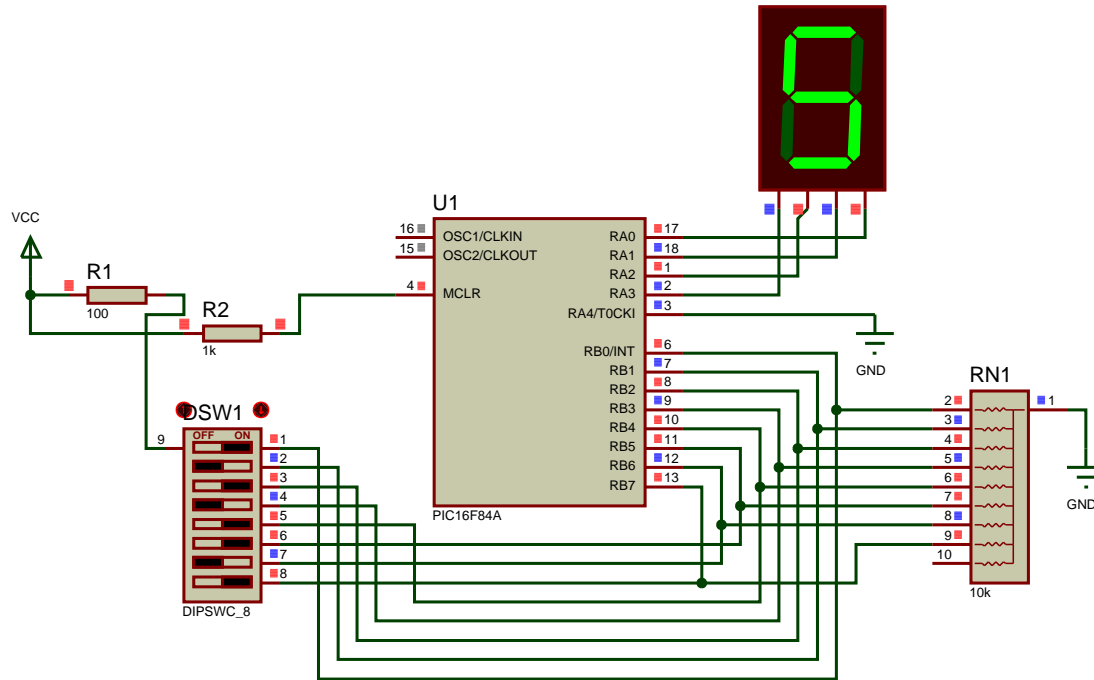 VCC
R1
100
R2
1k
U1
16
OSC1/CLKIN
15
OSC2/CLKOUT
4
MCLR
RA0
17
RA1
18
RA2
1
RA3
2
RA4/T0CKI
3
RB0/INT
6
RB1
7
RB2
8
RB3
9
RB4
10
RB5
11
RB6
12
RB7
13
PIC16F84A
GND
RN1
2
1
3
4
5
6
7
8
9
10
10k
GND
DSW1
OFF ON
9
1
2
3
4
5
6
7
8
DIPSWC_8
5